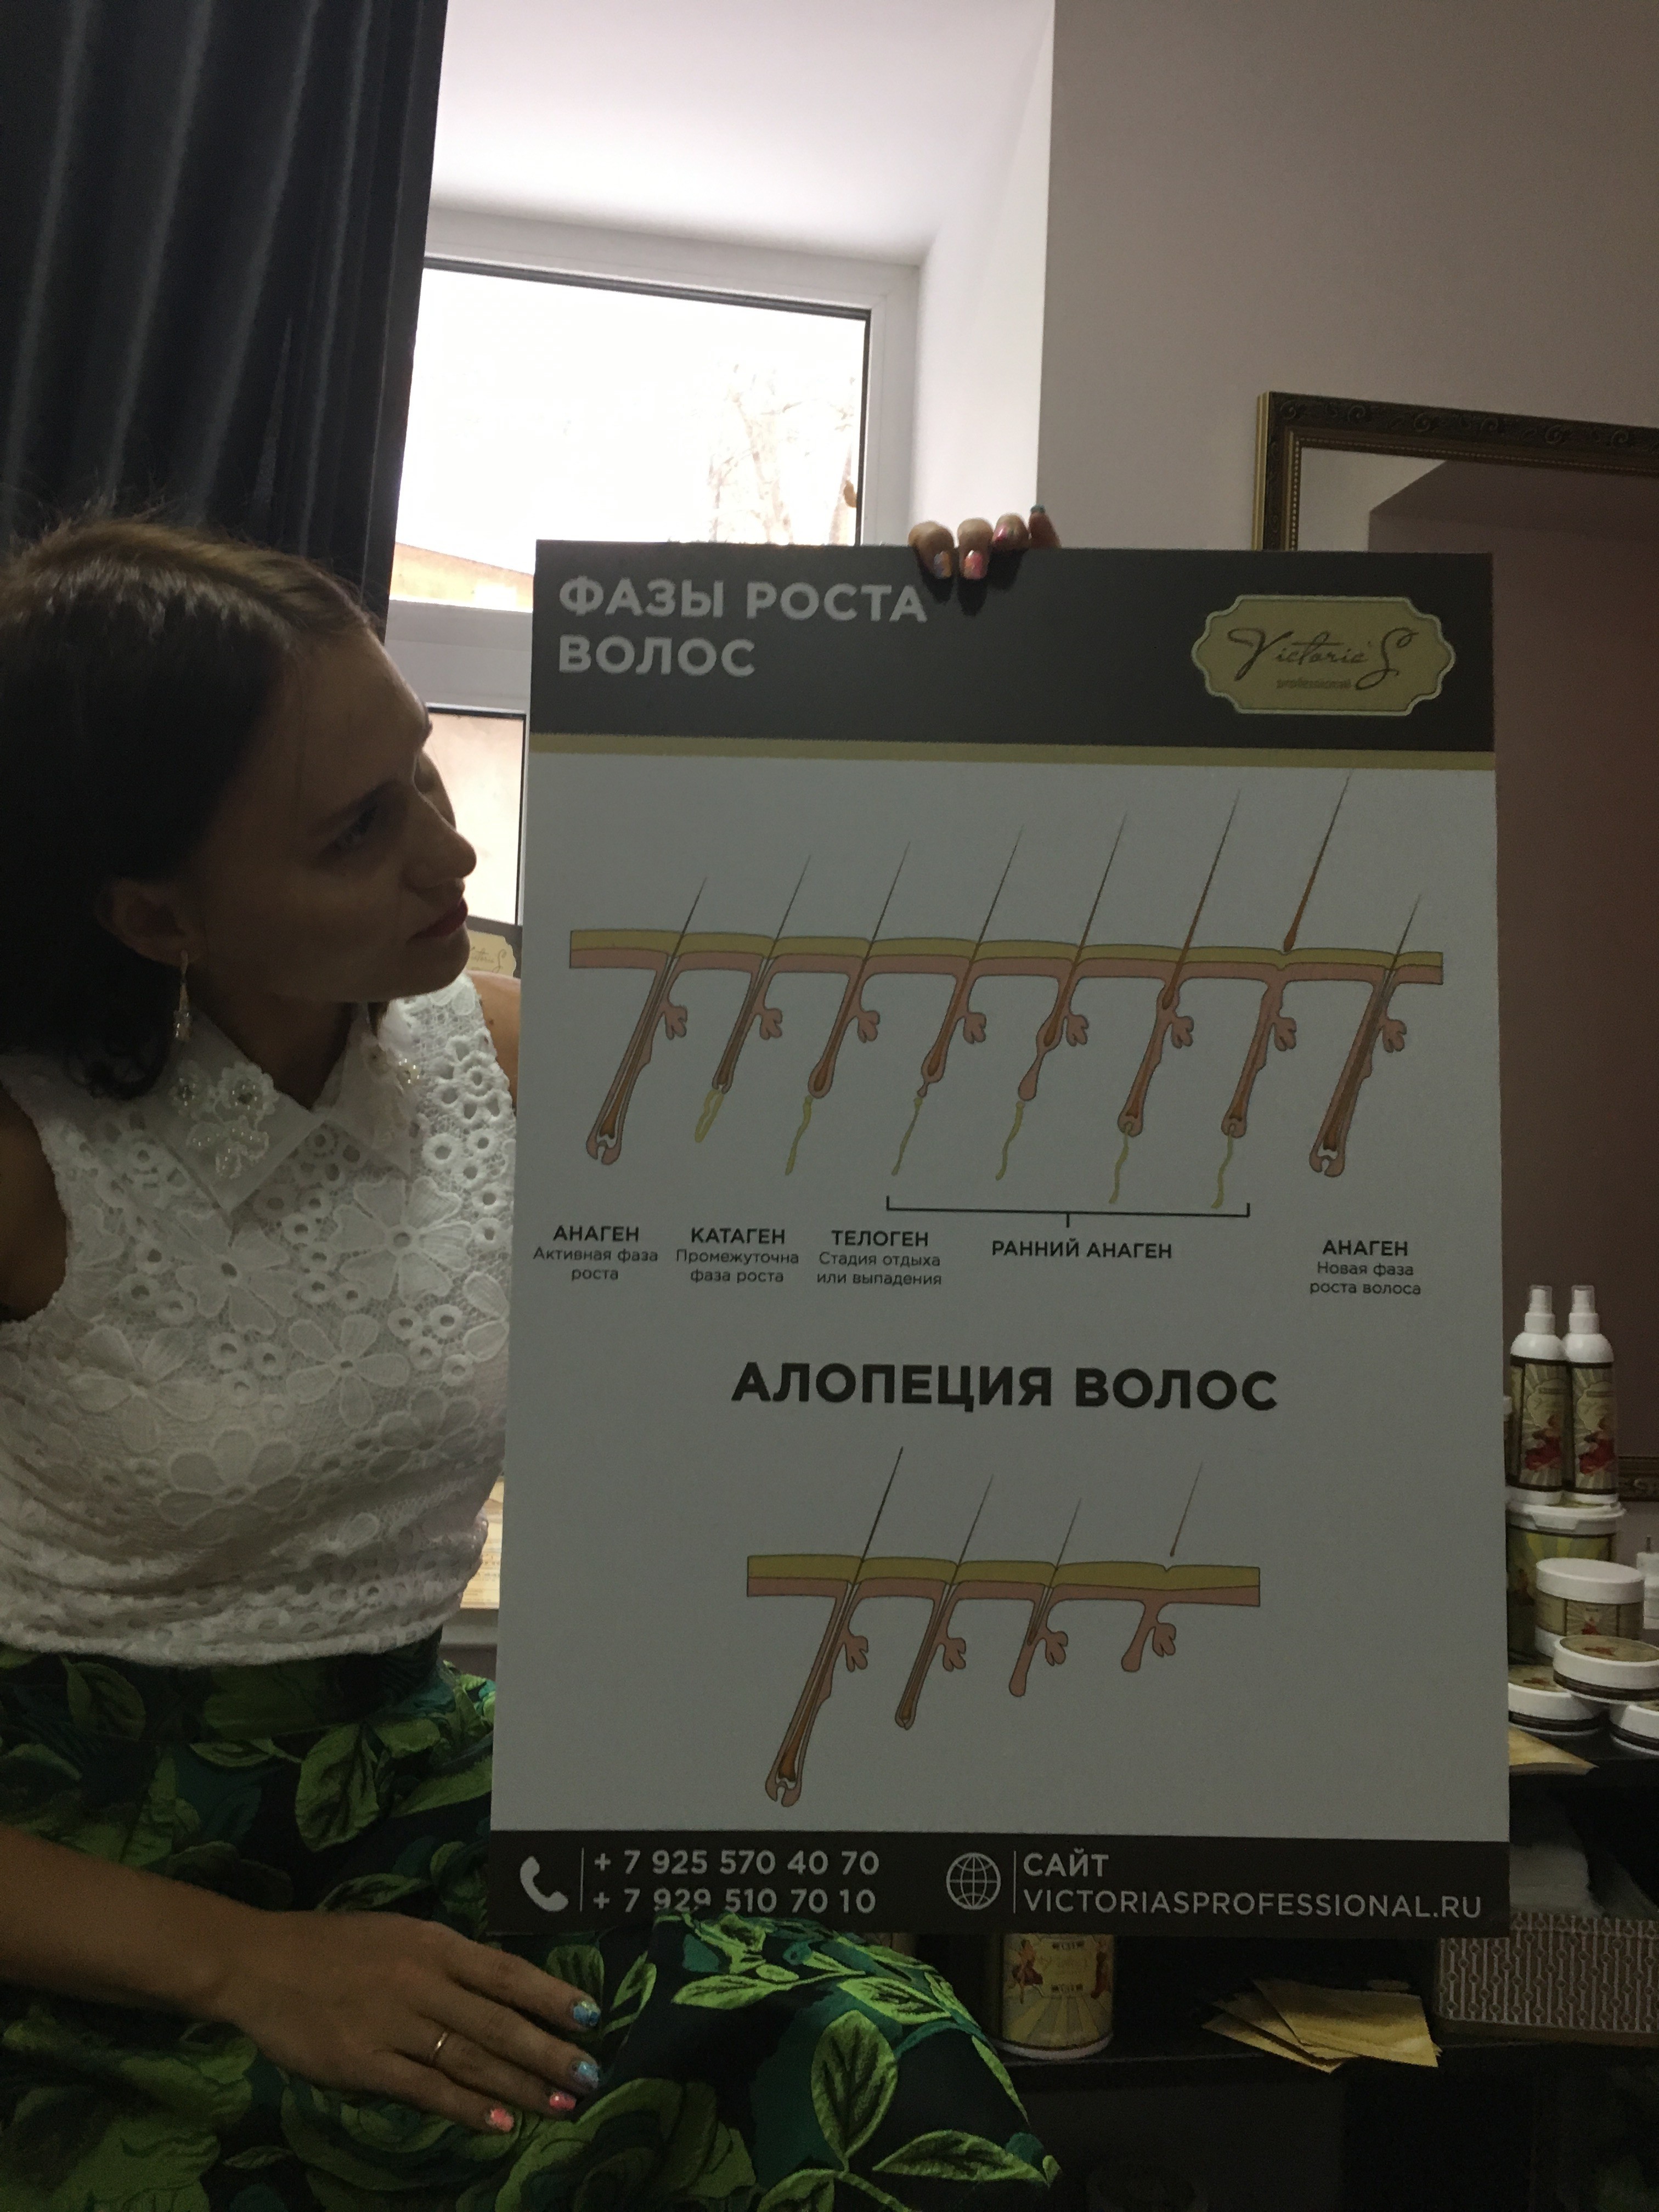 ФАЗЫ РОСТА
ВОЛОС
Victoria'S
professional
АНАГЕН
Активная фаза
роста
КАТАГЕН
Промежуточна
фаза роста
ТЕЛОГЕН
Стадия отдыха
или выпадения
РАННИЙ АНАГЕН
АНАГЕН
Новая фаза
роста волоса
АЛОПЕЦИЯ ВОЛОС
+ 7 925 570 40 70
+ 7 929 510 70 10
САЙТ
VICTORIASPROFESSIONAL.RU